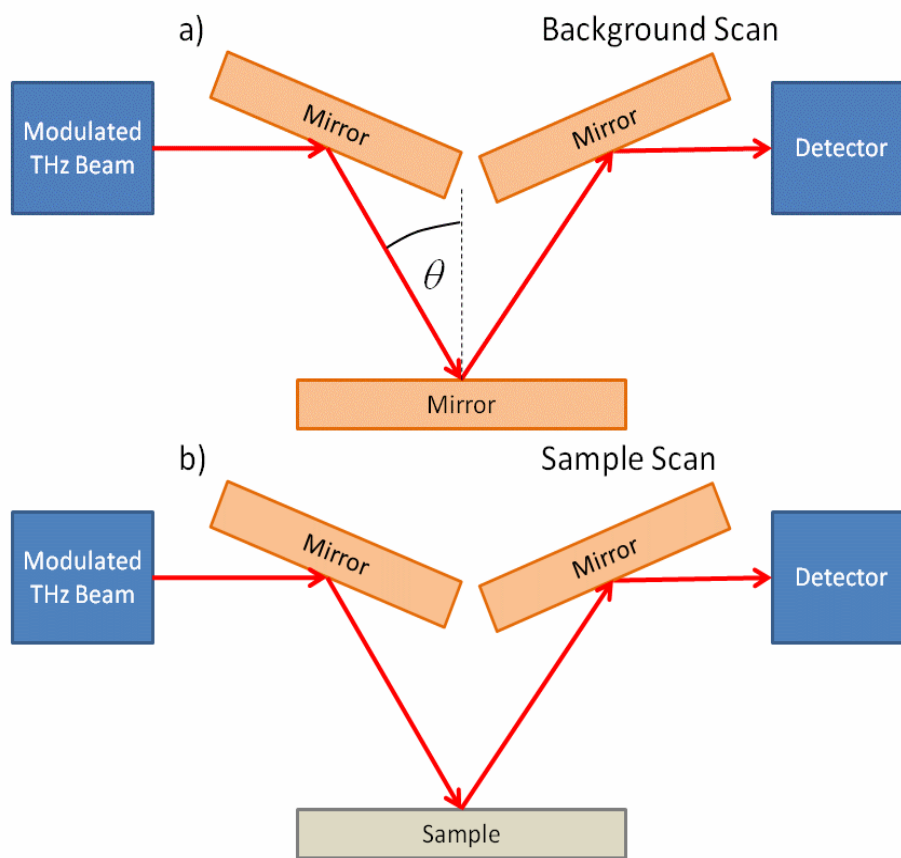 a)
Background Scan
Modulated
THz Beam
Mirror
Mirror
Detector
θ
Mirror
b)
Sample Scan
Modulated
THz Beam
Mirror
Mirror
Detector
Sample